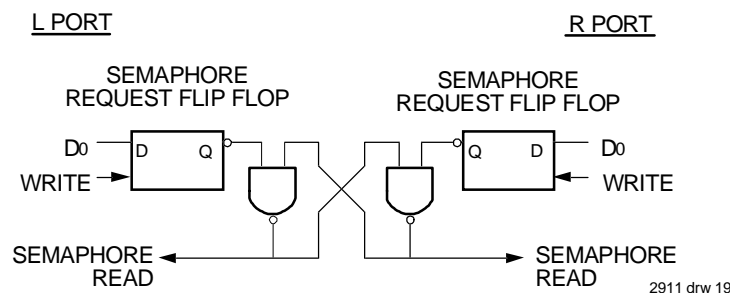 L PORT
R PORT
SEMAPHORE
REQUEST FLIP FLOP
SEMAPHORE
REQUEST FLIP FLOP
D0
D
Q
Q
D
D0
WRITE
WRITE
SEMAPHORE
READ
SEMAPHORE
READ
2911 drw 19